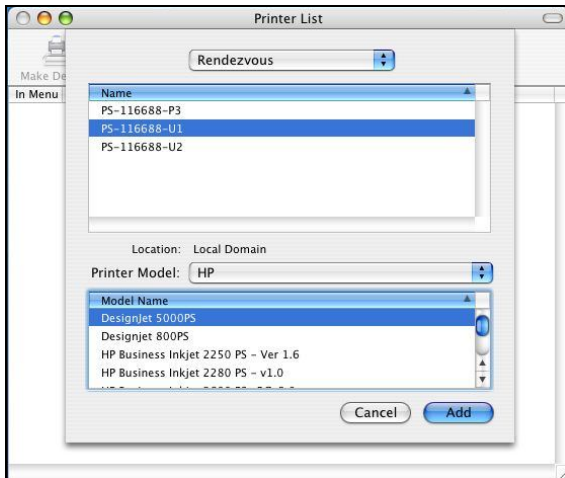 Printer List
Rendezvous
Make De
In Menu
Name
PS-116688-P3
PS-116688-U1
PS-116688-U2
Location: Local Domain
Printer Model: HP
Model Name
DesignJet 5000PS
Designjet 800PS
HP Business Inkjet 2250 PS - Ver 1.6
HP Business Inkjet 2280 PS - v1.0
Cancel Add